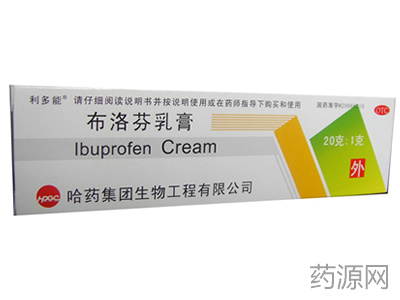 利多能®
请仔细阅读说明书并按说明使用或在药师指导下购买和使用
OTC
布洛芬乳膏
Ibuprofen Cream
20克:1克
外
HPGC
哈药集团生物工程有限公司
药源网